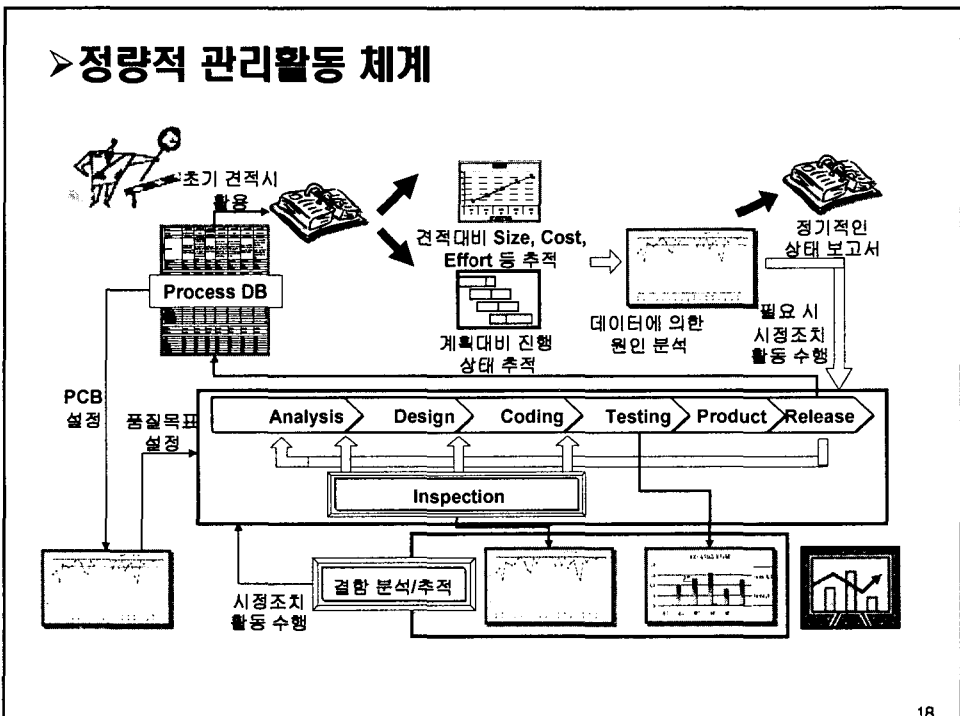 ➢정량적 관리활동 체계
초기 견적시
활용
Process DB
견적대비 Size, Cost,
Effort 등 추적
계획대비 진행
상태 추적
데이터에 의한
원인 분석
정기적인
상태 보고서
필요 시
시정조치
활동 수행
PCB
설정
품질목표
설정
Analysis
Design
Coding
Testing
Product
Release
Inspection
결함 분석/추적
시정조치
활동 수행
18